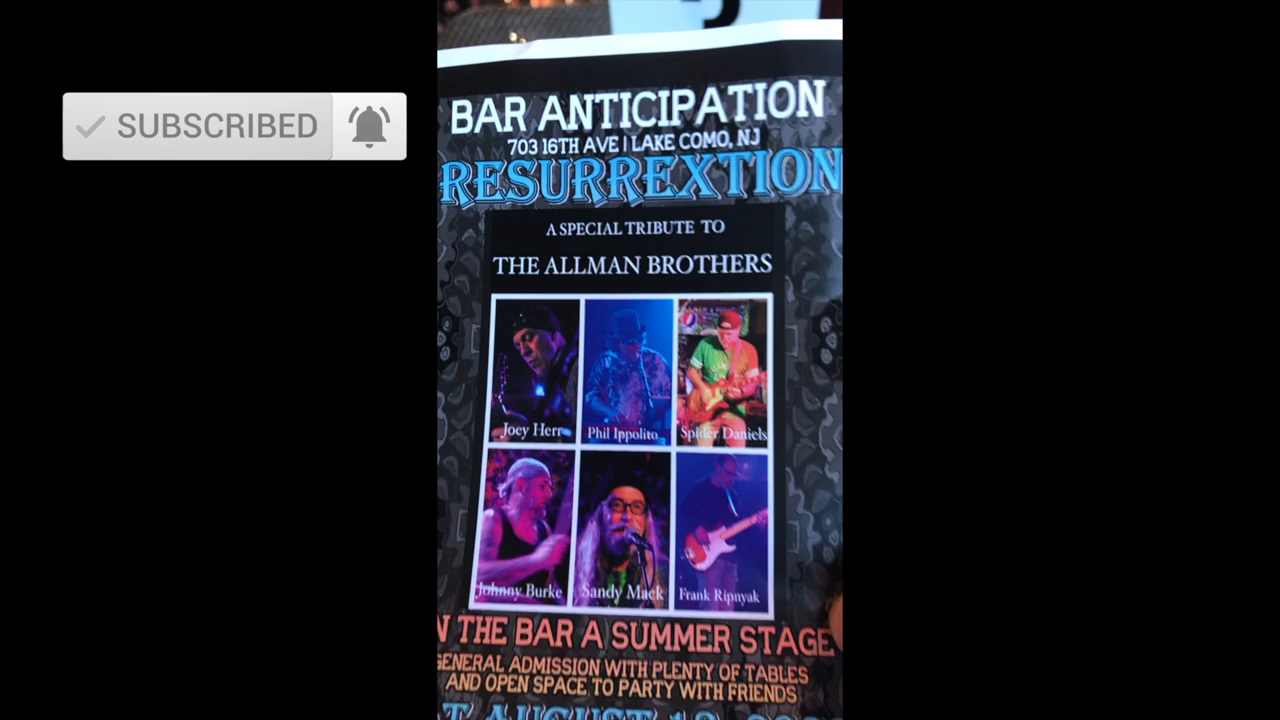 SUBSCRIBED
BAR ANTICIPATION
703 16TH AVE | LAKE COMO, NJ
RESURREXTION
A SPECIAL TRIBUTE TO
THE ALLMAN BROTHERS
Joey Herr
Phil Ippolito
Spider Daniels
Johnny Burke
Sandy Mack
Frank Ripnyak
N THE BAR A SUMMER STAGE
GENERAL ADMISSION WITH PLENTY OF TABLES
AND OPEN SPACE TO PARTY WITH FRIENDS
AUGUST